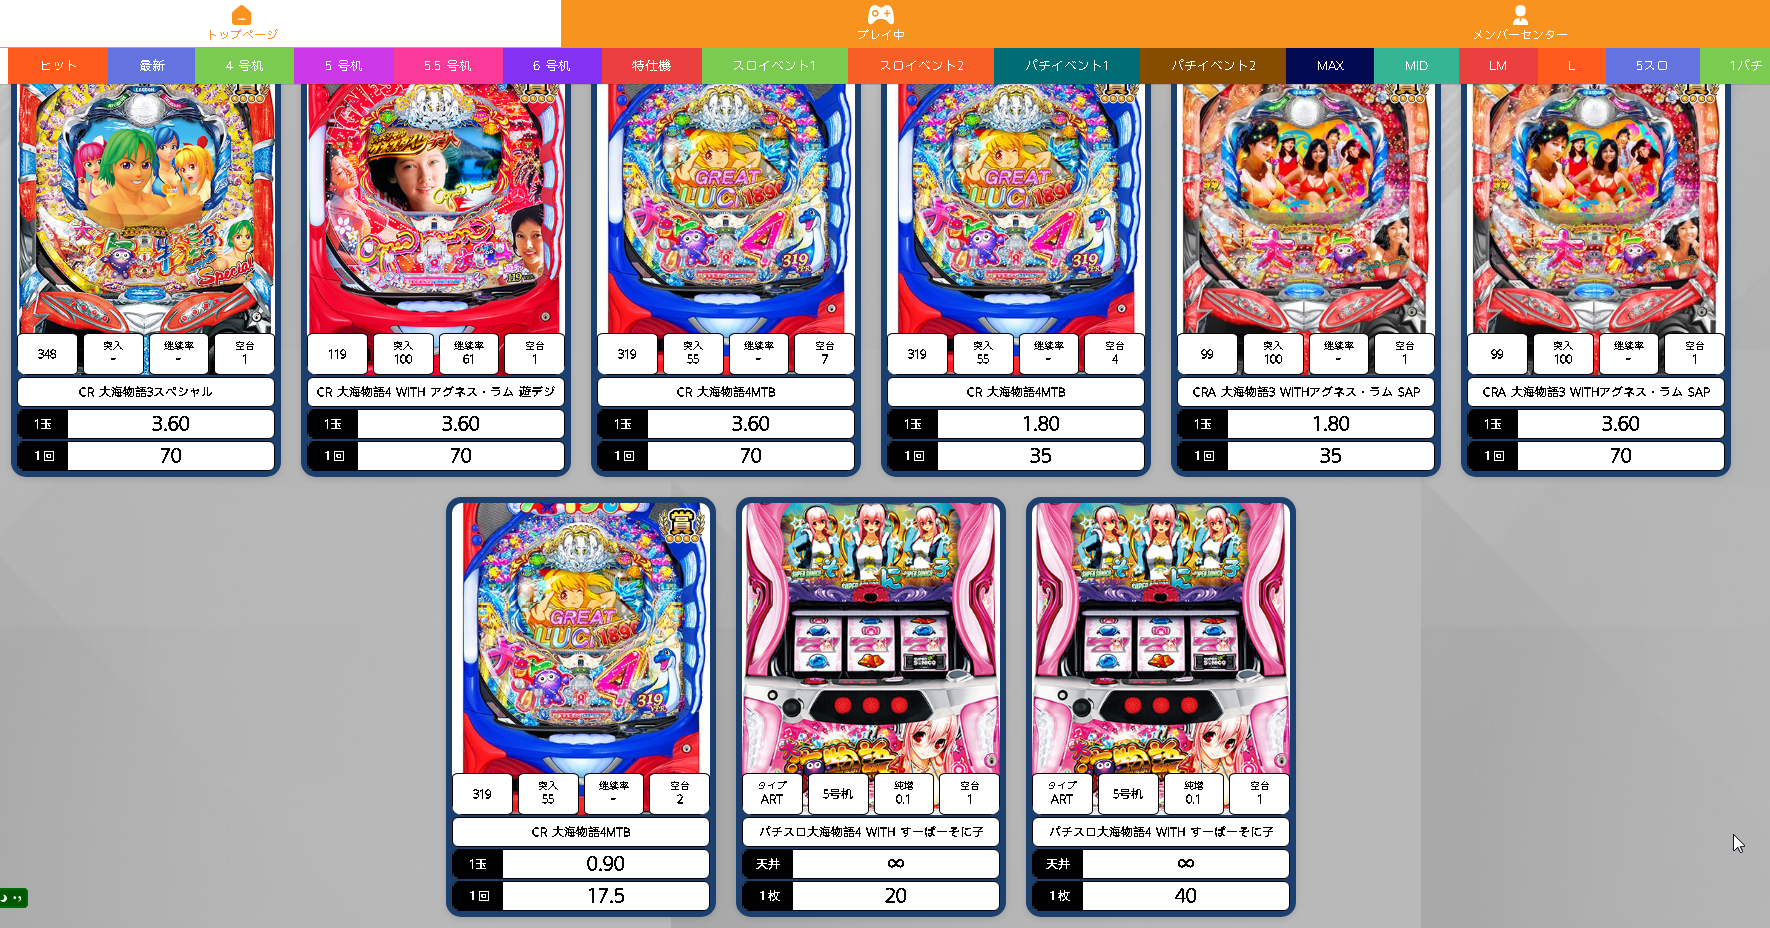 トップページ
プレイ中
メンバーセンター
ヒット
最新
4 号机
5 号机
5.5 号机
6 号机
特仕機
スロイベント1
スロイベント2
パチイベント1
パチイベント2
MAX
MID
LM
L
5スロ
1パチ
348
突入
-
継续率
-
空台
1
CR 大海物語3スペシャル
1玉
3.60
1回
70
119
突入
100
継续率
61
空台
1
CR 大海物語4 WITH アグネス・ラム 遊デジ
1玉
3.60
1回
70
319
突入
55
継续率
-
空台
7
CR 大海物語4MTB
1玉
3.60
1回
70
319
突入
55
継续率
-
空台
4
CR 大海物語4MTB
1玉
1.80
1回
35
99
突入
100
継续率
-
空台
1
CRA 大海物語3 WITHアグネス・ラム SAP
1玉
1.80
1回
35
99
突入
100
継续率
-
空台
1
CRA 大海物語3 WITHアグネス・ラム SAP
1玉
3.60
1回
70
賞
GREAT
319
突入
55
継续率
-
空台
2
CR 大海物語4MTB
1玉
0.90
1回
17.5
そに子
タイプ
ART
5号机
純增
0.1
空台
1
パチスロ大海物語4 WITH すーぱーそに子
天井
∞
1枚
20
そに子
タイプ
ART
5号机
純增
0.1
空台
1
パチスロ大海物語4 WITH すーぱーそに子
天井
∞
1枚
40